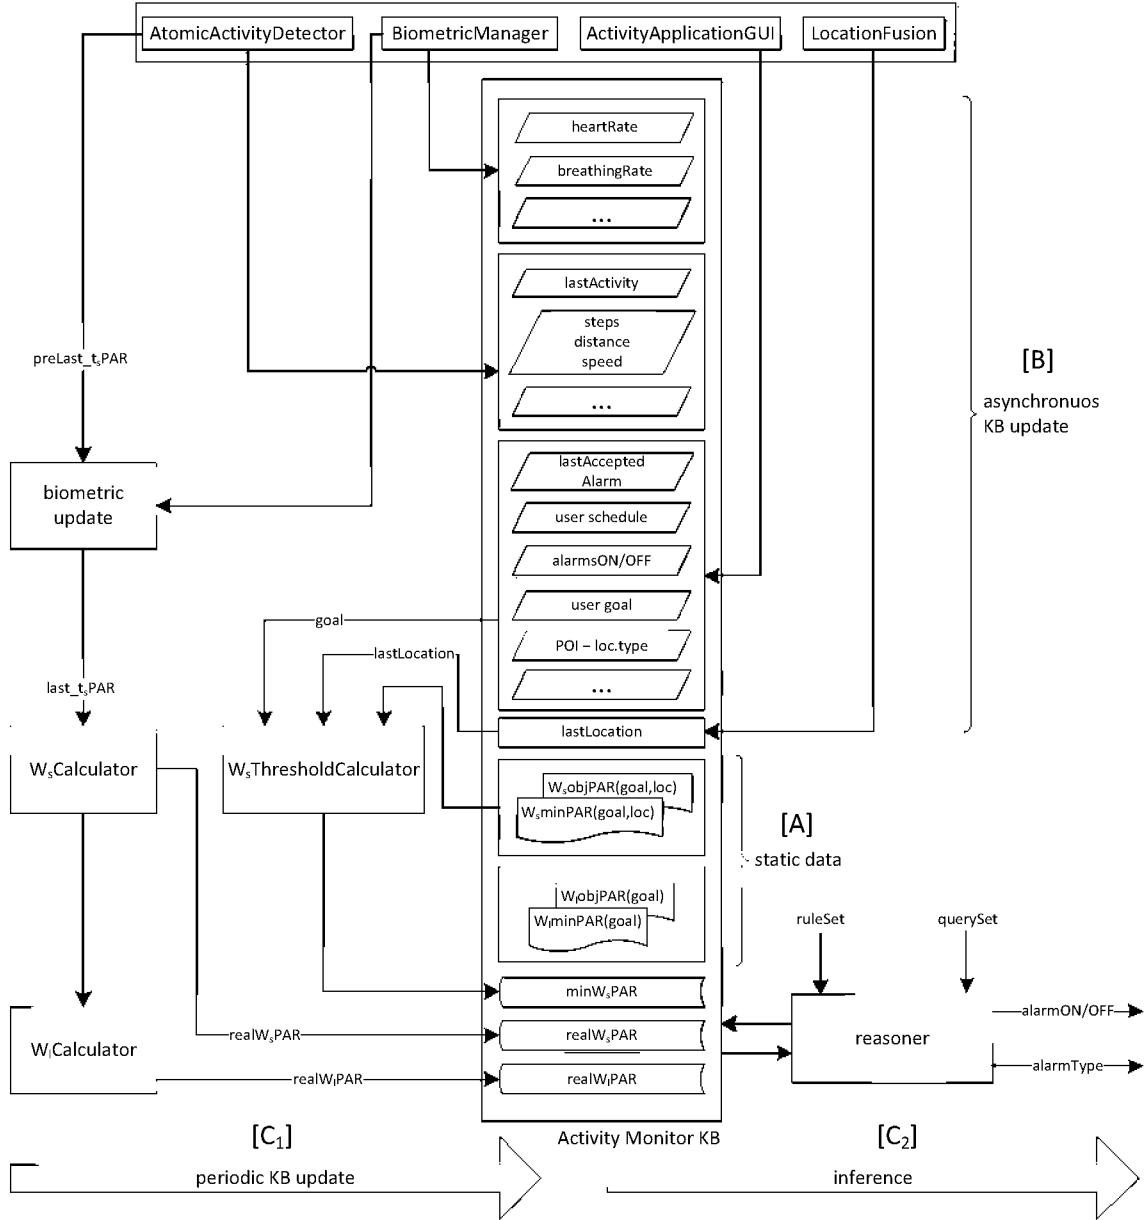 AtomicActivityDetector
BiometricManager
ActivityApplicationGUI
LocationFusion
heartRate
breathingRate
...
lastActivity
steps
distance
speed
...
preLast_tₛPAR
[B]
asynchronuos
KB update
lastAccepted
Alarm
user schedule
alarmsON/OFF
user goal
POI – loc.type
...
biometric
update
goal
lastLocation
last_tₛPAR
lastLocation
WₛCalculator
WₛThresholdCalculator
WₛobjPAR(goal,loc)
WₛminPAR(goal,loc)
[A]
static data
WₗobjPAR(goal)
WₗminPAR(goal)
ruleSet
querySet
minWₛPAR
realWₛPAR
realWₛPAR
WₗCalculator
realWₗPAR
realWₗPAR
reasoner
alarmON/OFF
alarmType
Activity Monitor KB
[C₁]
periodic KB update
[C₂]
inference